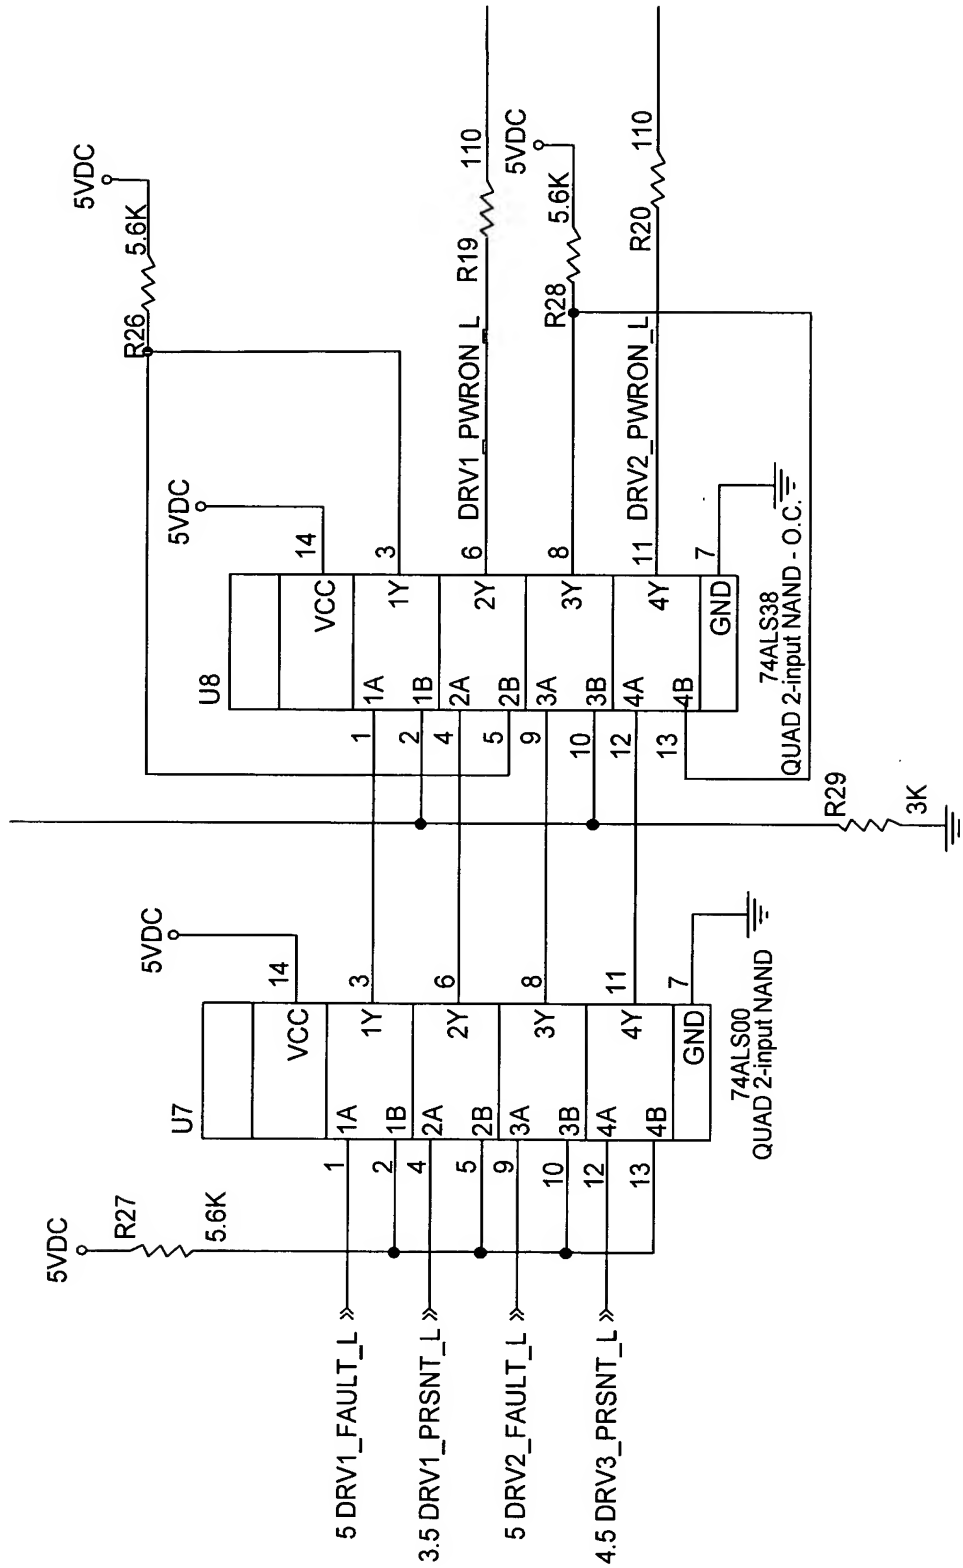 5VDC
R27
5.6K
5 DRV1_FAULT_L
3.5 DRV1_PRSNT_L
5 DRV2_FAULT_L
4.5 DRV3_PRSNT_L
U7
5VDC
14
VCC
1 1A 1Y 3
2 1B
4 2A 2Y 6
5 2B
9 3A 3Y 8
10 3B
12 4A 4Y 11
13 4B
GND 7
74ALS00
QUAD 2-input NAND
R29
3K
U8
5VDC
14
VCC
1 1A 1Y 3
2 1B
4 2A 2Y 6
5 2B
9 3A 3Y 8
10 3B
12 4A 4Y 11
13 4B
GND 7
74ALS38
QUAD 2-input NAND - O.C.
5VDC
R26 5.6K
DRV1_PWRON_L R19 110
5VDC
R28 5.6K
DRV2_PWRON_L R20 110